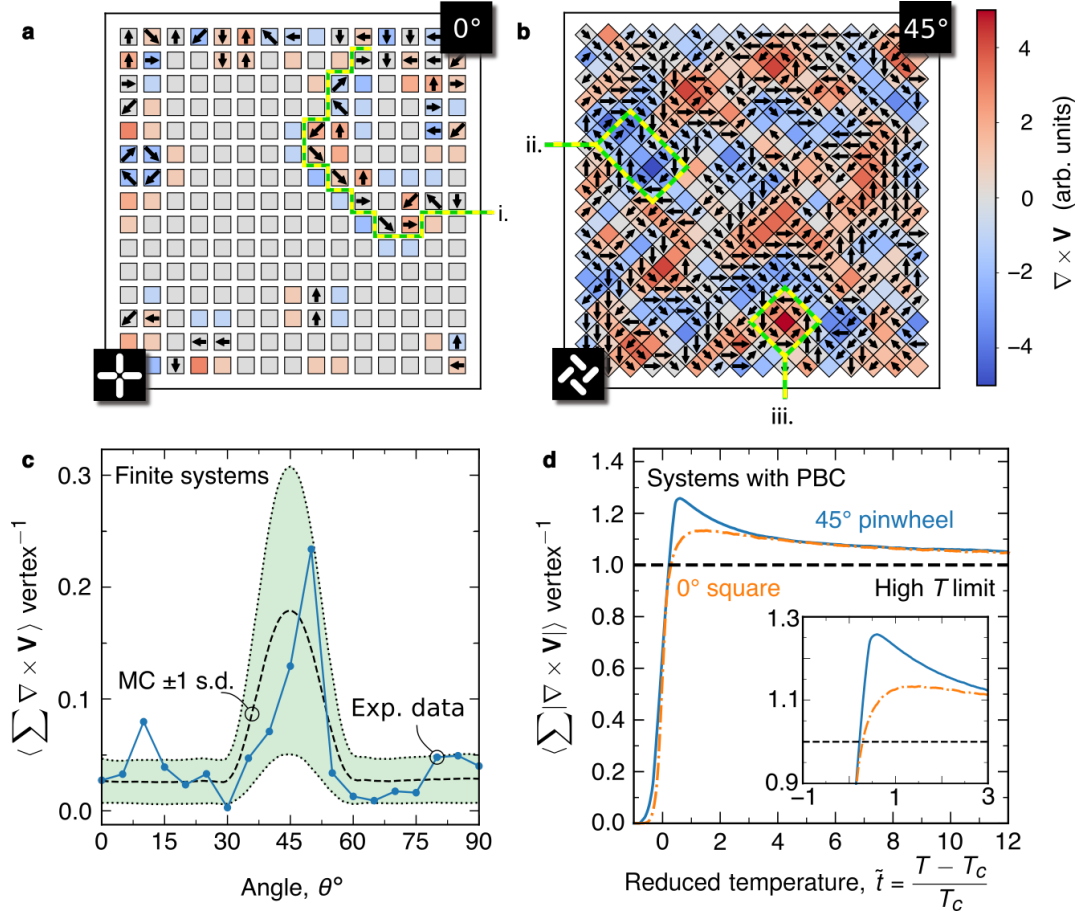 a
0°
i.
b
45°
ii.
iii.
4
2
0
−2
−4
∇ × V (arb. units)
c
Finite systems
0.3
0.2
0.1
0.0
⟨∑ ∇ × V⟩ vertex⁻¹
MC ±1 s.d.
Exp. data
0 15 30 45 60 75 90
Angle, θ°
d
Systems with PBC
45° pinwheel
0° square
High T limit
1.4
1.2
1.0
0.8
0.6
0.4
0.2
0.0
⟨∑|∇ × V|⟩ vertex⁻¹
1.3
1.1
0.9
−1 1 3
0 2 4 6 8 10 12
Reduced temperature, t̃ = (T − T_c)/T_c